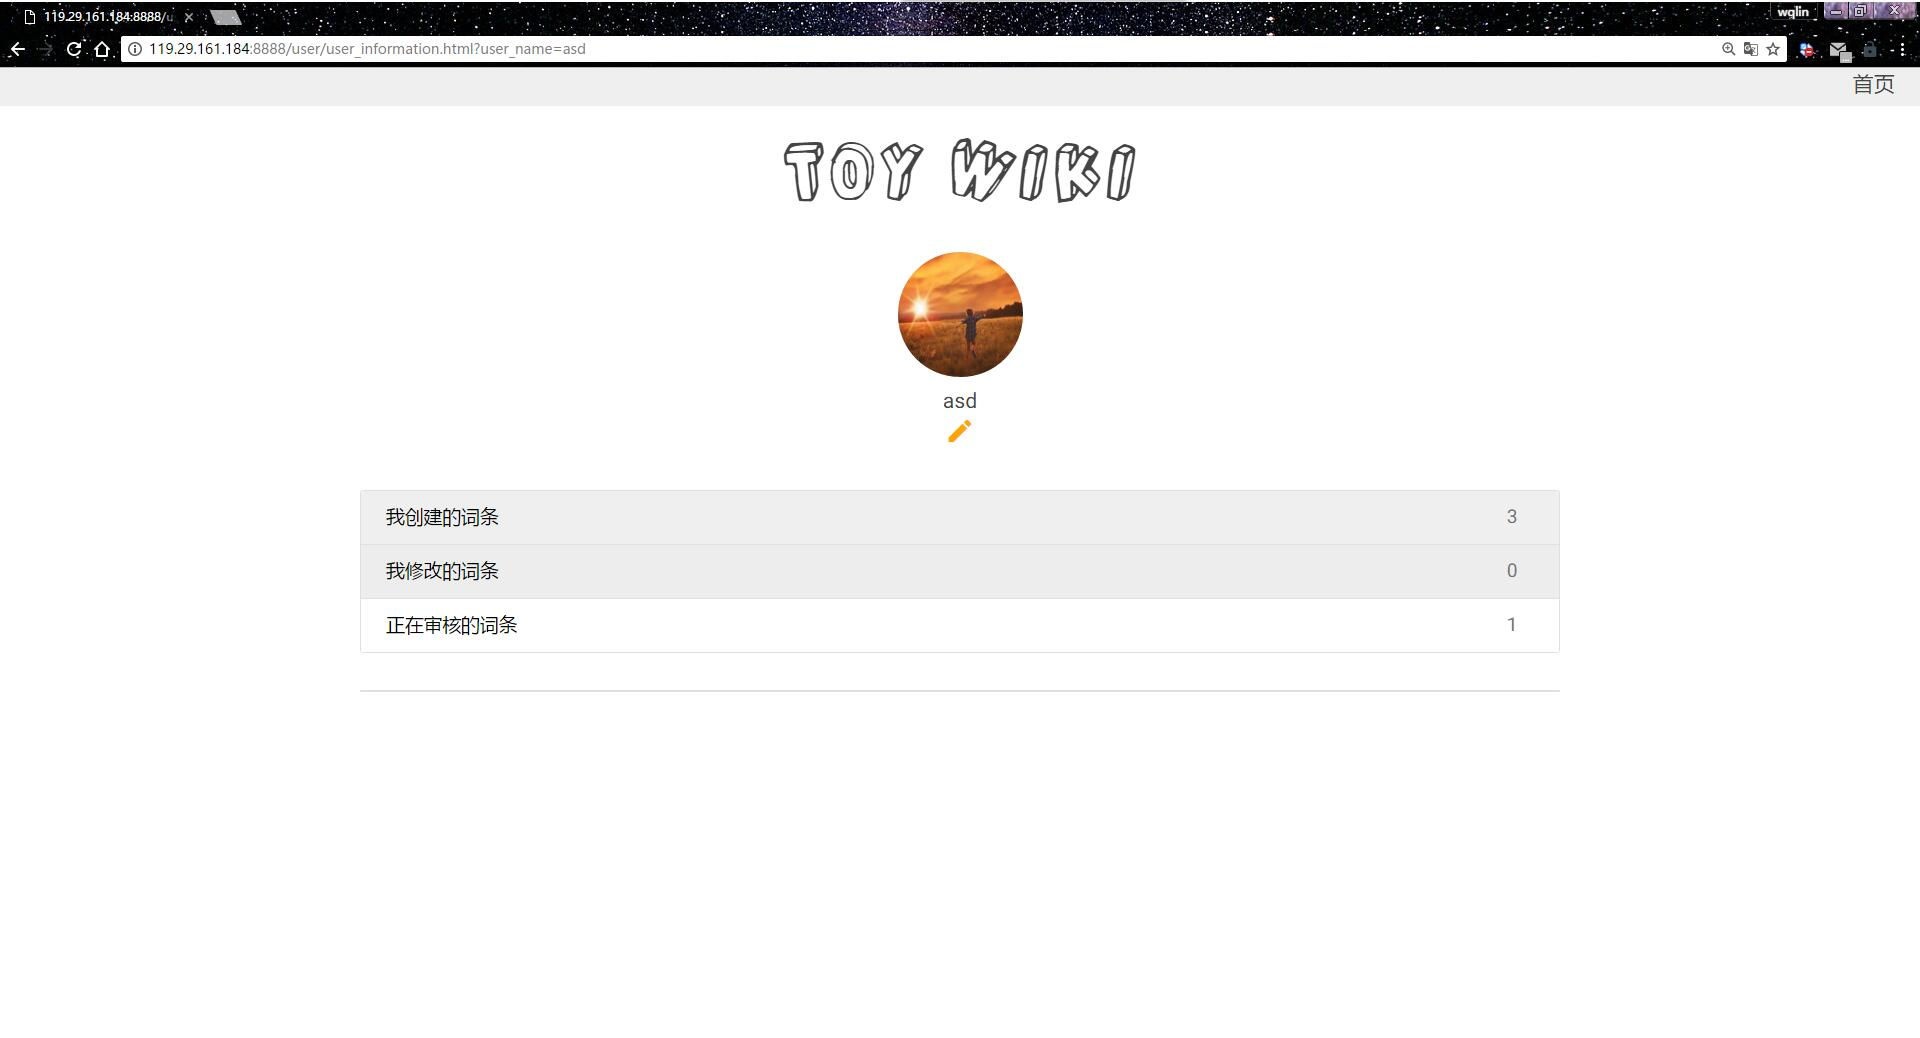 119.29.161.184:8888/u
wqlin
119.29.161.184:8888/user/user_information.html?user_name=asd
首页
TOY WIKI
asd
我创建的词条 3
我修改的词条 0
正在审核的词条 1